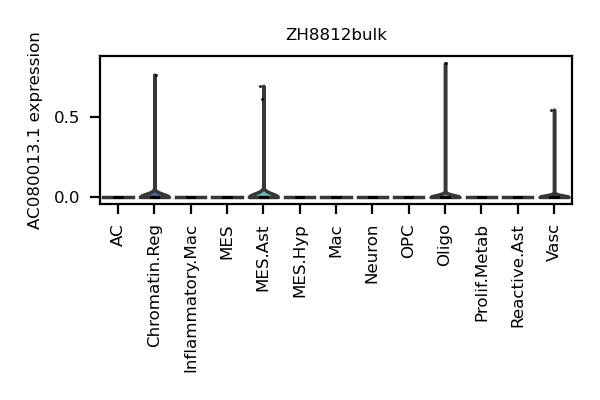 ZH8812bulk
AC080013.1 expression
0.5
0.0
AC
Chromatin.Reg
Inflammatory.Mac
MES
MES.Ast
MES.Hyp
Mac
Neuron
OPC
Oligo
Prolif.Metab
Reactive.Ast
Vasc